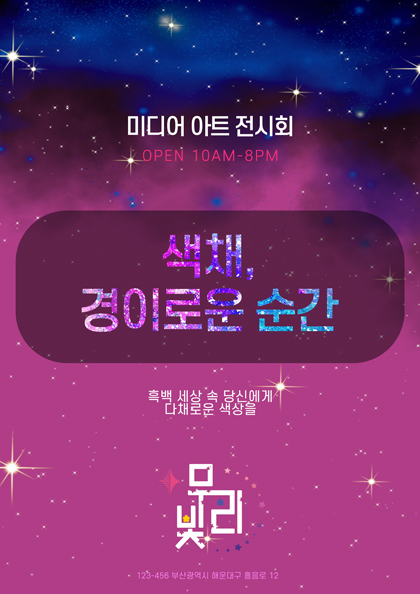 미디어 아트 전시회
OPEN 10AM-8PM
색채,
경이로운 순간
흑백 세상 속 당신에게
다채로운 색상을
무리
빛
123-456 부산광역시 해운대구 톨음로 12